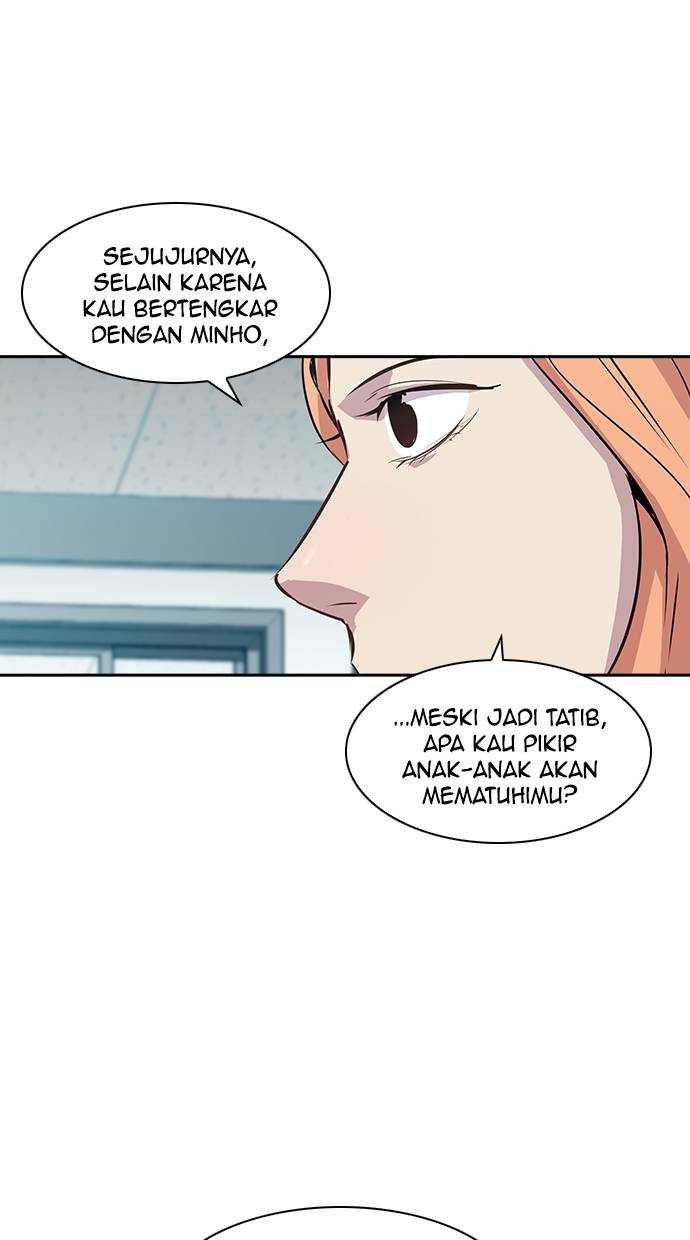 SEJUJURNYA,
SELAIN KARENA
KAU BERTENGKAR
DENGAN MINHO,
...MESKI JADI TATIB,
APA KAU PIKIR
ANAK-ANAK AKAN
MEMATUHIMU?